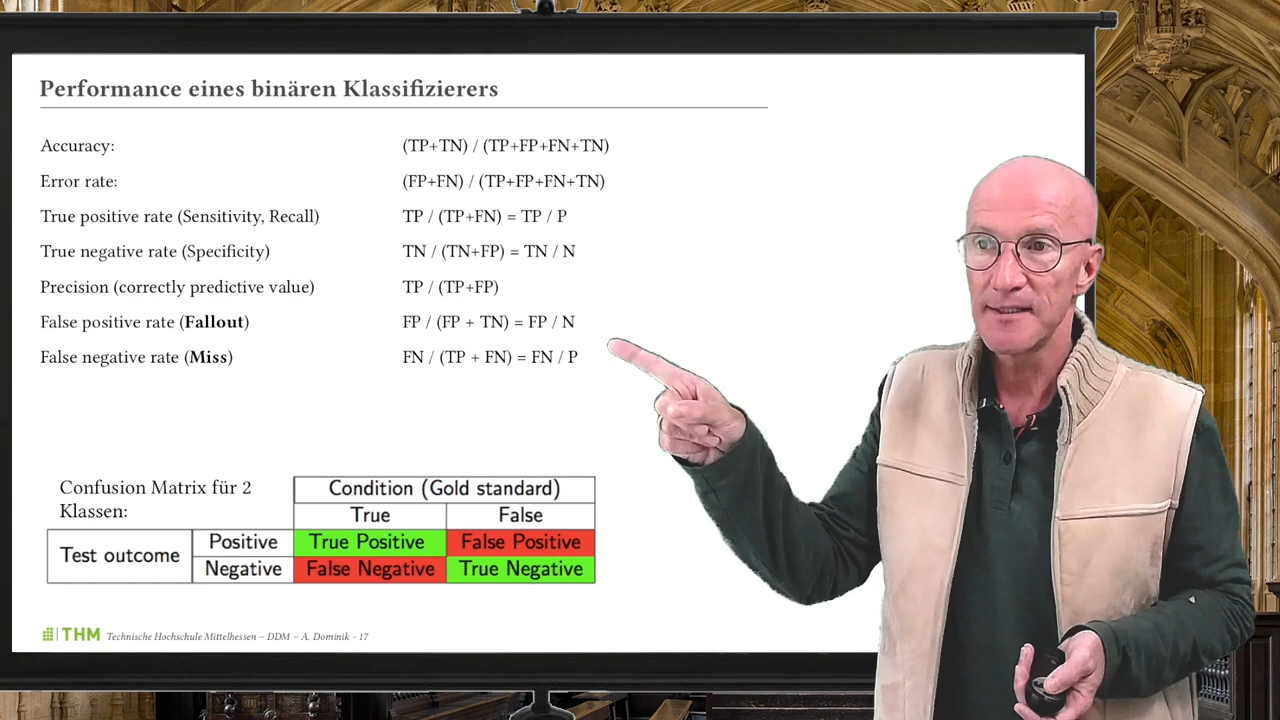 Performance eines binären Klassifizierers
Accuracy: (TP+TN) / (TP+FP+FN+TN)
Error rate: (FP+FN) / (TP+FP+FN+TN)
True positive rate (Sensitivity, Recall) TP / (TP+FN) = TP / P
True negative rate (Specificity) TN / (TN+FP) = TN / N
Precision (correctly predictive value) TP / (TP+FP)
False positive rate (Fallout) FP / (FP + TN) = FP / N
False negative rate (Miss) FN / (TP + FN) = FN / P
Confusion Matrix für 2
Klassen:
Condition (Gold standard)
True False
Test outcome
Positive True Positive False Positive
Negative False Negative True Negative
THM Technische Hochschule Mittelhessen – DDM – A. Dominik - 17